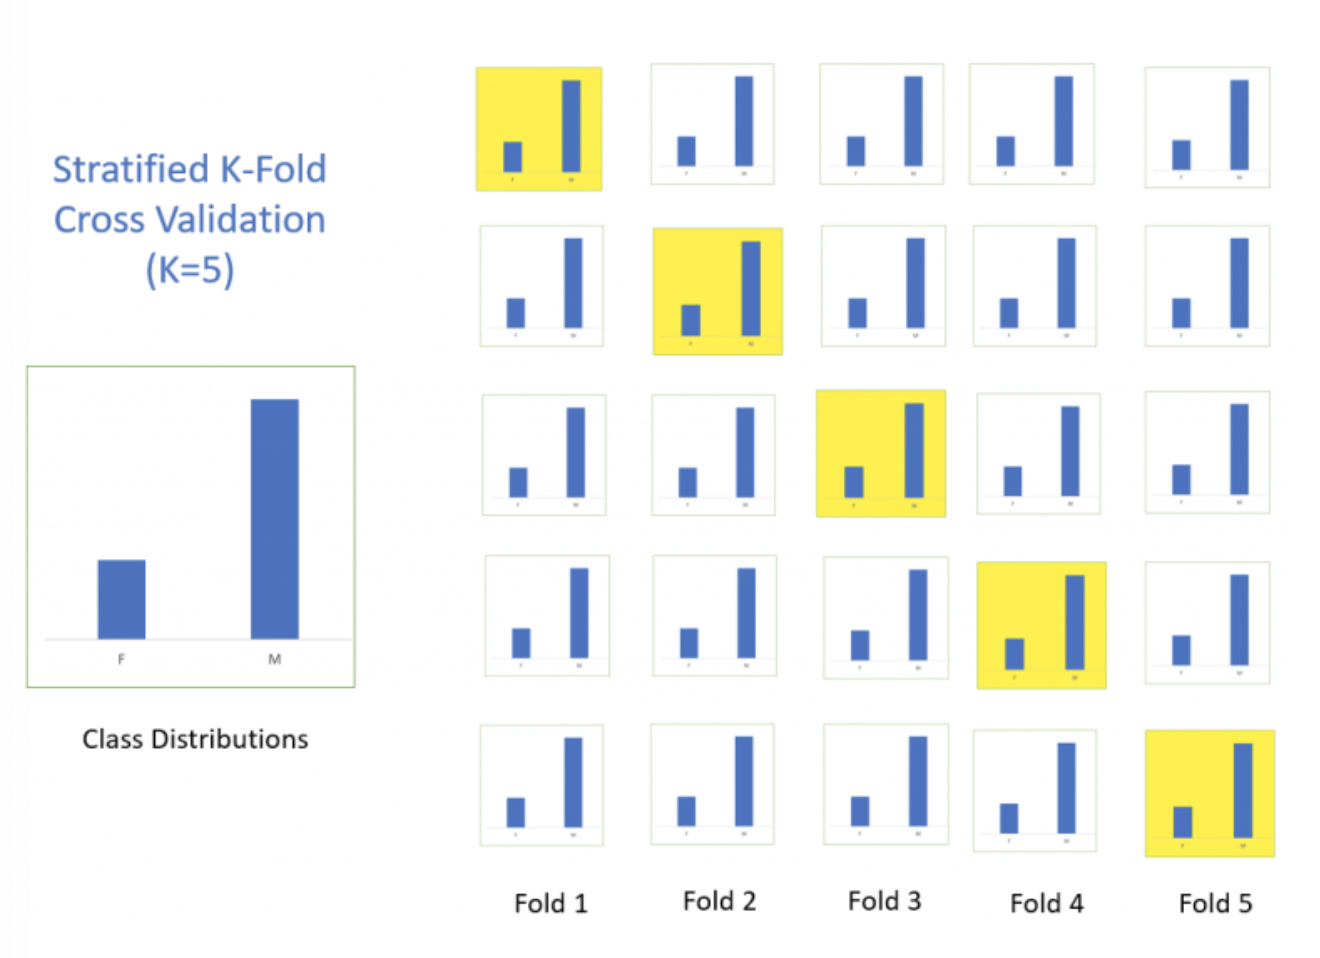 Stratified K-Fold
Cross Validation
(K=5)
F M
Class Distributions
F M
F M
F M
F M
F M
Fold 1 Fold 2 Fold 3 Fold 4 Fold 5